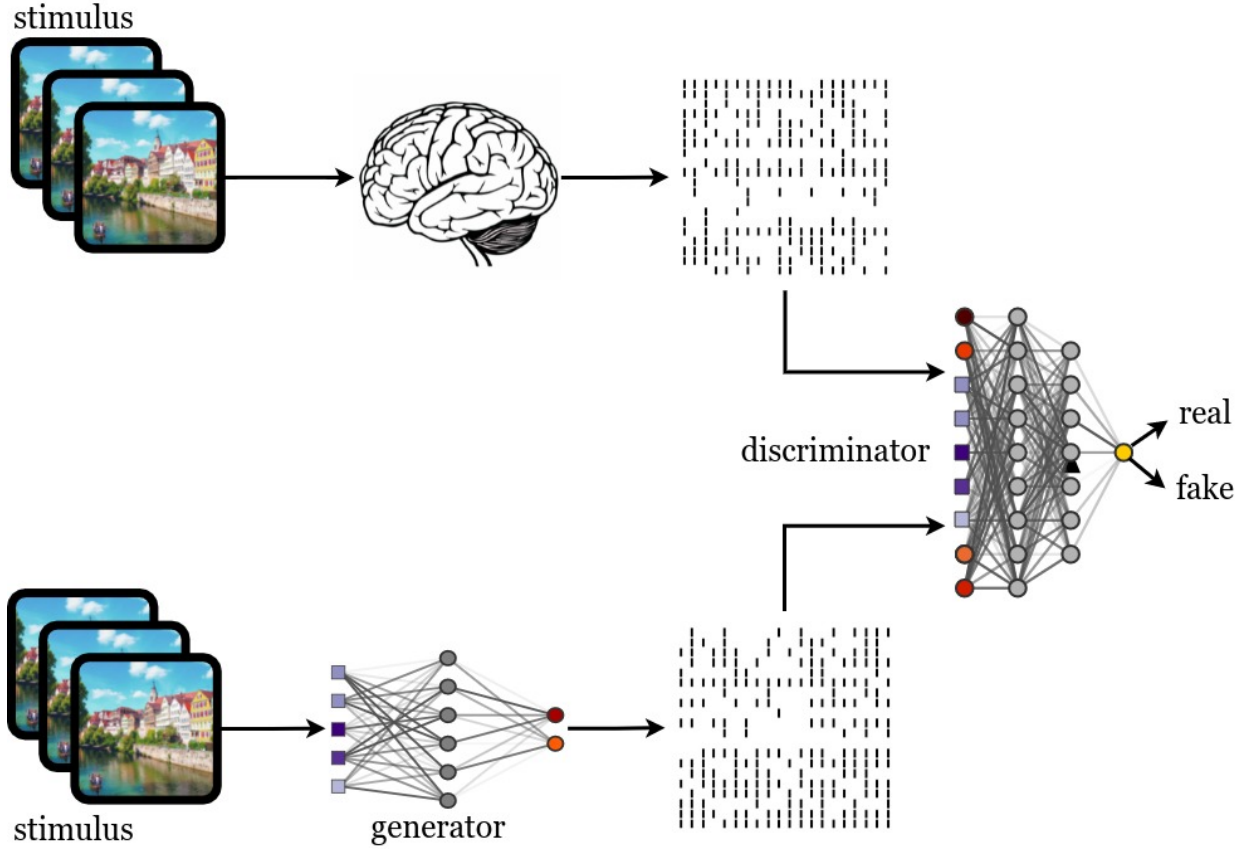 stimulus
real
discriminator
fake
generator
stimulus